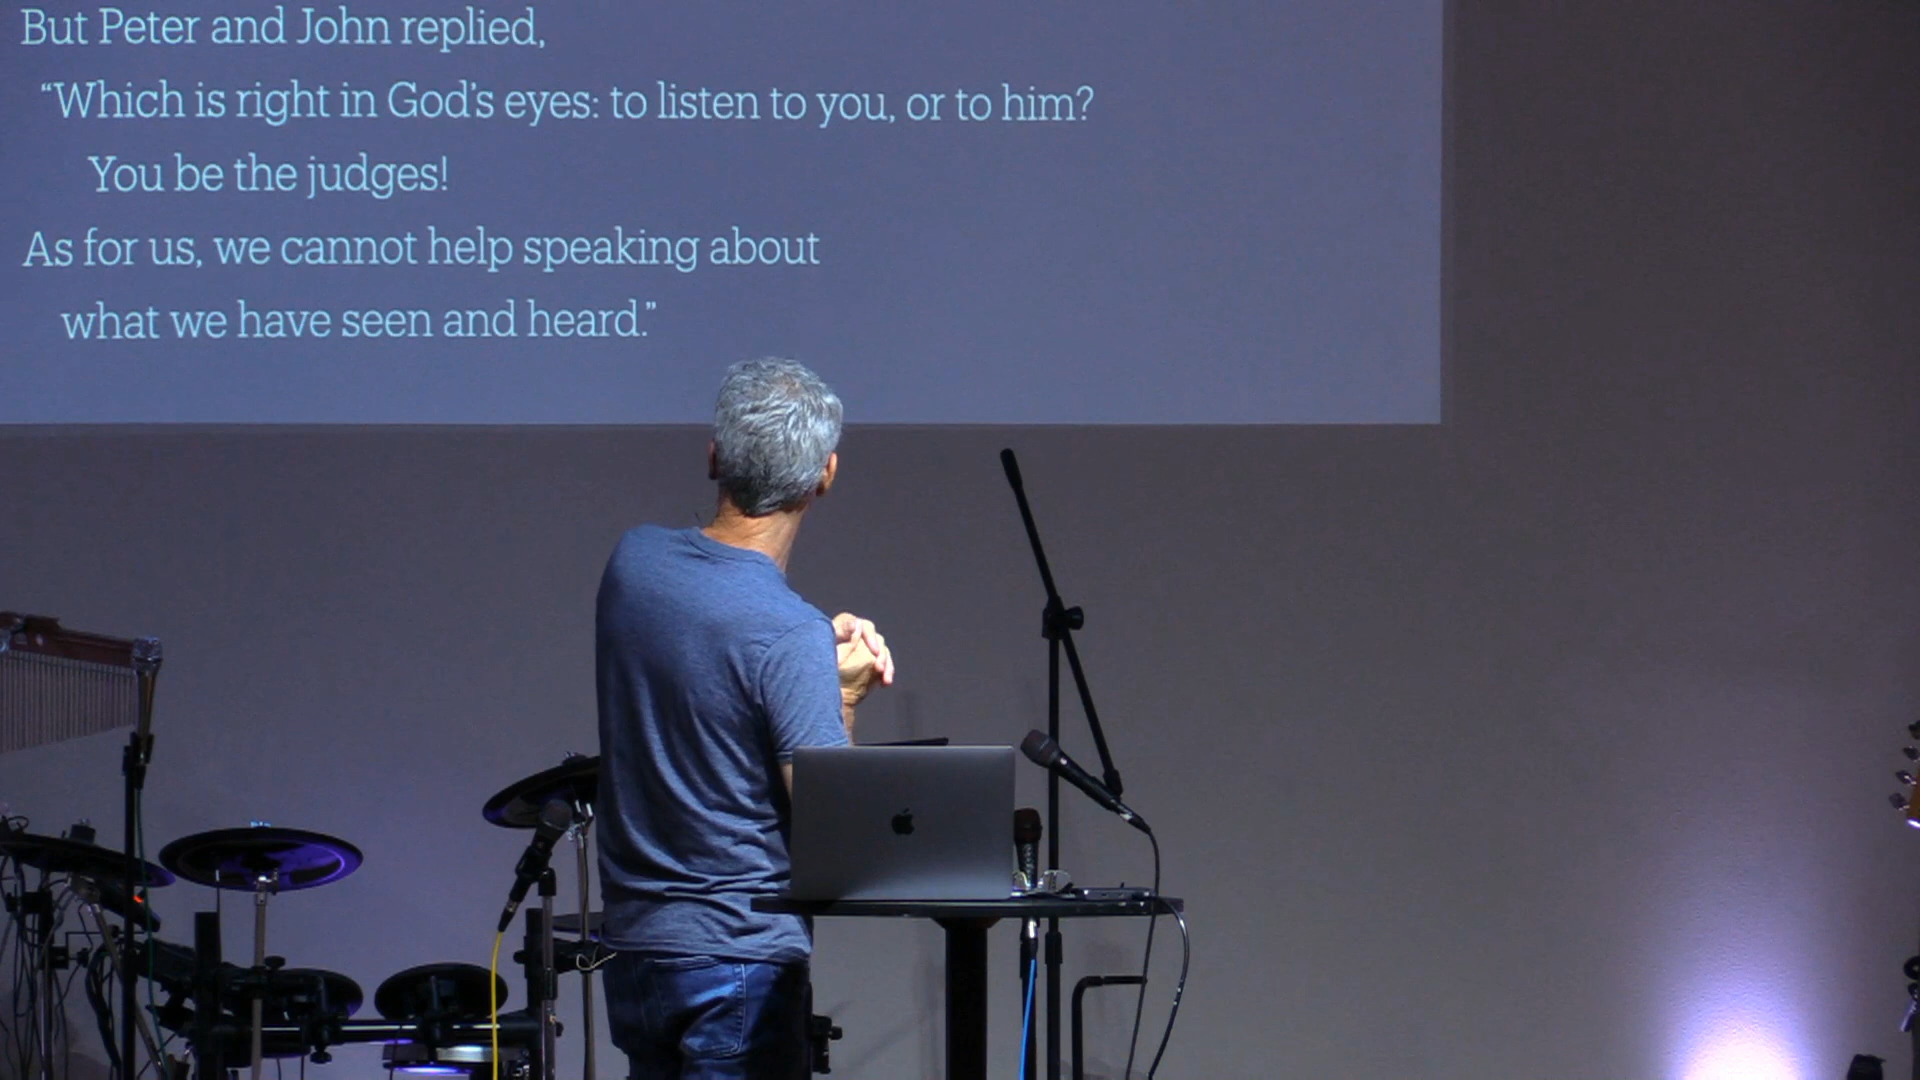 But Peter and John replied,
“Which is right in God’s eyes: to listen to you, or to him?
You be the judges!
As for us, we cannot help speaking about
what we have seen and heard.”